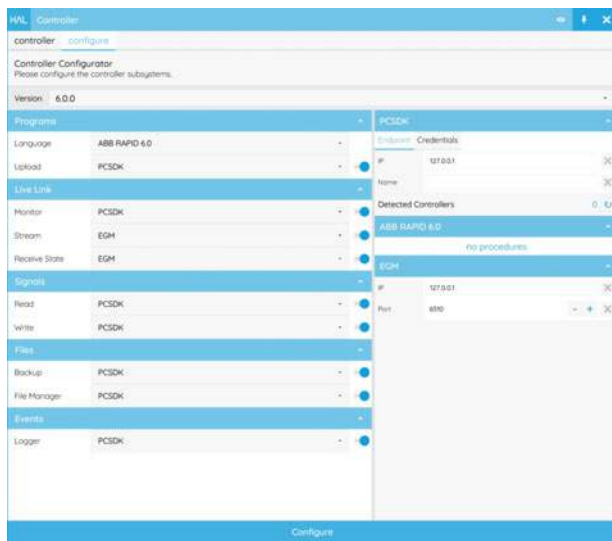 HAL Controller
controller configure
Controller Configurator
Please configure the controller subsystems.
Version 6.0.0
Programs
Language ABB RAPID 6.0
Upload PCSDK
Live Link
Monitor PCSDK
Stream EGM
Receive State EGM
Signals
Read PCSDK
Write PCSDK
Files
Backup PCSDK
File Manager PCSDK
Events
Logger PCSDK
PCSDK
Endpoint Credentials
IP 127.0.0.1
Name
Detected Controllers 0
ABB RAPID 6.0
no procedures
EGM
IP 127.0.0.1
Port 6510
Configure